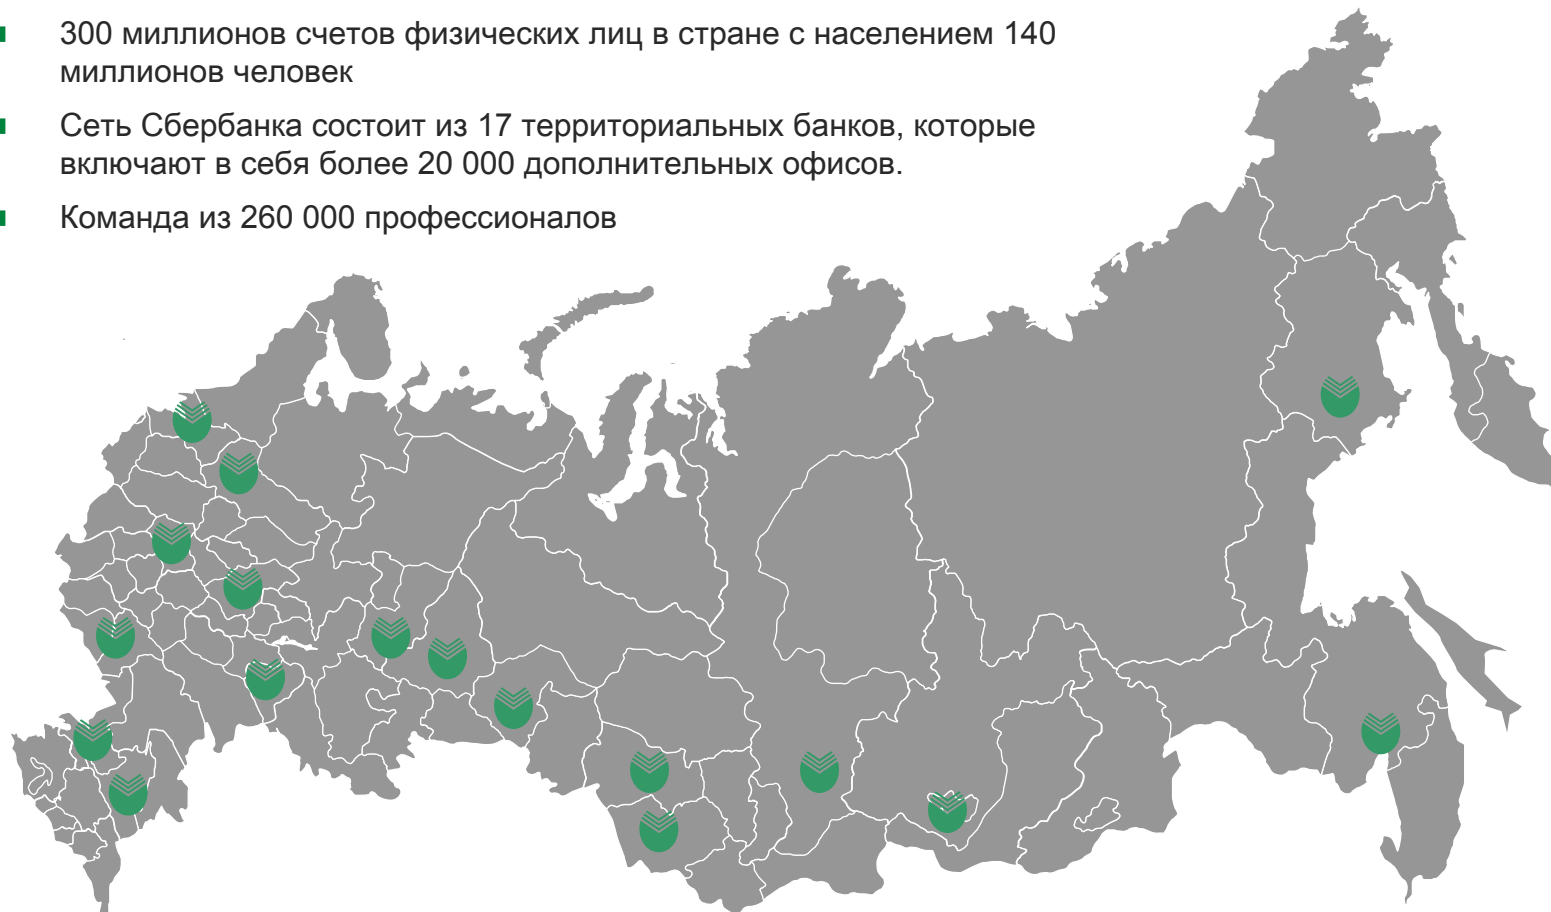 300 миллионов счетов физических лиц в стране с населением 140
миллионов человек
Сеть Сбербанка состоит из 17 территориальных банков, которые
включают в себя более 20 000 дополнительных офисов.
Команда из 260 000 профессионалов